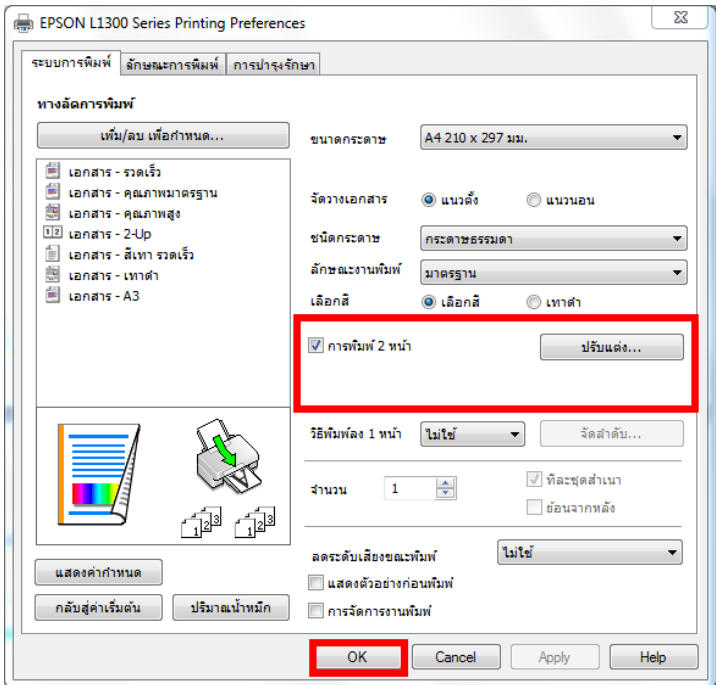 EPSON L1300 Series Printing Preferences
ระบบการพิมพ์ ลักษณะการพิมพ์ การบำรุงรักษา
ทางลัดการพิมพ์
เพิ่ม/ลบ เพื่อกำหนด...
เอกสาร - รวดเร็ว
เอกสาร - คุณภาพมาตรฐาน
เอกสาร - คุณภาพสูง
1 2 เอกสาร - 2-Up
เอกสาร - สีเทา รวดเร็ว
เอกสาร - เทาดำ
เอกสาร - A3
ขนาดกระดาษ A4 210 x 297 มม.
จัดวางเอกสาร แนวตั้ง แนวนอน
ชนิดกระดาษ กระดาษธรรมดา
ลักษณะงานพิมพ์ มาตรฐาน
เลือกสี เลือกสี เทาดำ
การพิมพ์ 2 หน้า ปรับแต่ง...
วิธีพิมพ์ลง 1 หน้า ไม่ใช้ จัดลำดับ...
จำนวน 1 ทีละชุดสำเนา
ย้อนจากหลัง
1 2 3 1 2 3
ลดระดับเสียงขณะพิมพ์ ไม่ใช้
แสดงค่ากำหนด แสดงตัวอย่างก่อนพิมพ์
กลับสู่ค่าเริ่มต้น ปริมาณน้ำหมึก การจัดการงานพิมพ์
OK Cancel Apply Help